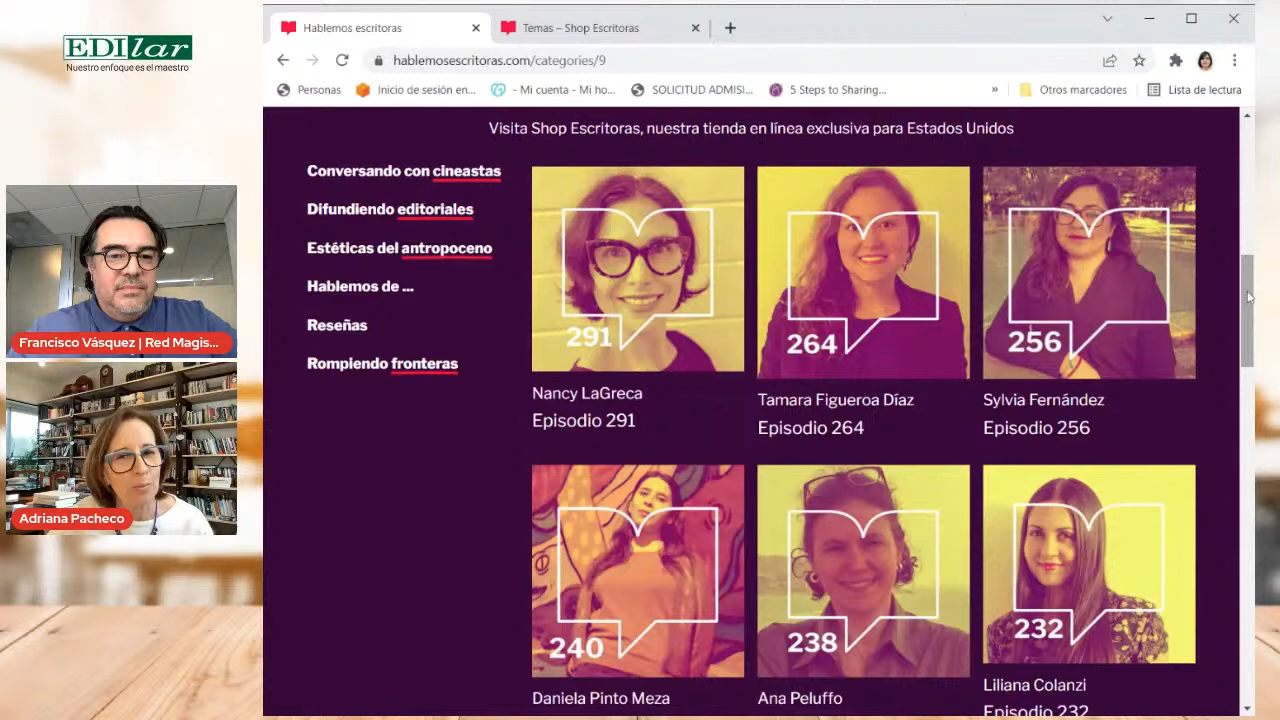 EDIlar
Nuestro enfoque es el maestro
Francisco Vásquez | Red Magis...
Adriana Pacheco
Hablemos escritoras
Temas – Shop Escritoras
hablemosescritoras.com/categories/9
Personas
Inicio de sesión en...
- Mi cuenta - Mi ho...
SOLICITUD ADMISI...
5 Steps to Sharing...
»
Otros marcadores
Lista de lectura
Visita Shop Escritoras, nuestra tienda en línea exclusiva para Estados Unidos
Conversando con cineastas
Difundiendo editoriales
Estéticas del antropoceno
Hablemos de ...
Reseñas
Rompiendo fronteras
291
264
256
Nancy LaGreca
Episodio 291
Tamara Figueroa Díaz
Episodio 264
Sylvia Fernández
Episodio 256
240
238
232
Daniela Pinto Meza
Ana Peluffo
Liliana Colanzi
Episodio 232